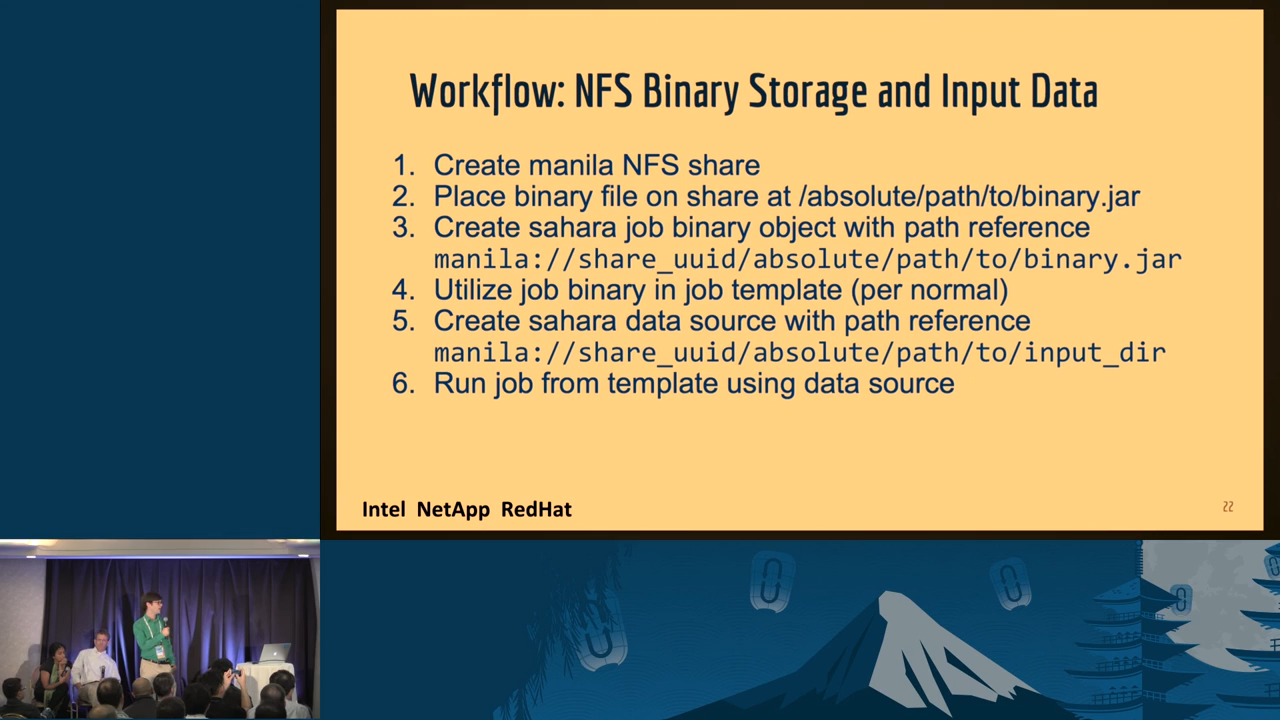 Workflow: NFS Binary Storage and Input Data
1. Create manila NFS share
2. Place binary file on share at /absolute/path/to/binary.jar
3. Create sahara job binary object with path reference
manila://share_uuid/absolute/path/to/binary.jar
4. Utilize job binary in job template (per normal)
5. Create sahara data source with path reference
manila://share_uuid/absolute/path/to/input_dir
6. Run job from template using data source
Intel NetApp RedHat
22